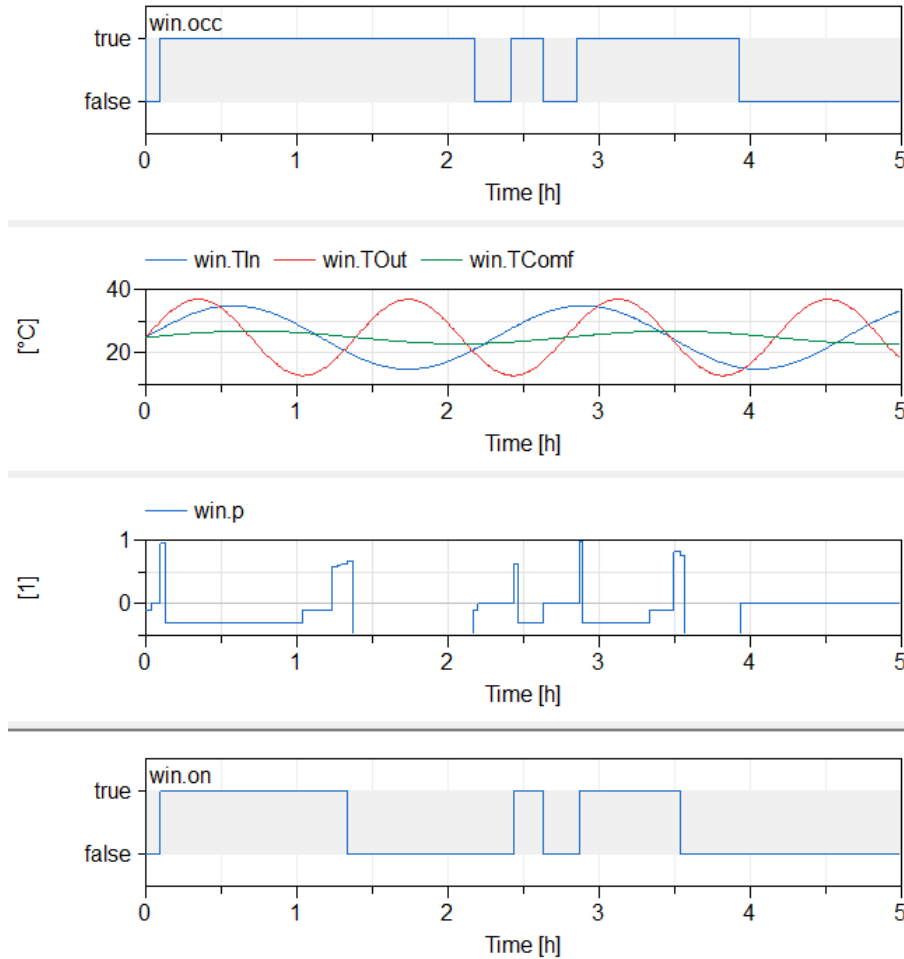 win.occ
true
false
0 1 2 3 4 5
Time [h]
win.TIn win.TOut win.TComf
40
[°C]
20
0 1 2 3 4 5
Time [h]
win.p
1
[1]
0
0 1 2 3 4 5
Time [h]
win.on
true
false
0 1 2 3 4 5
Time [h]